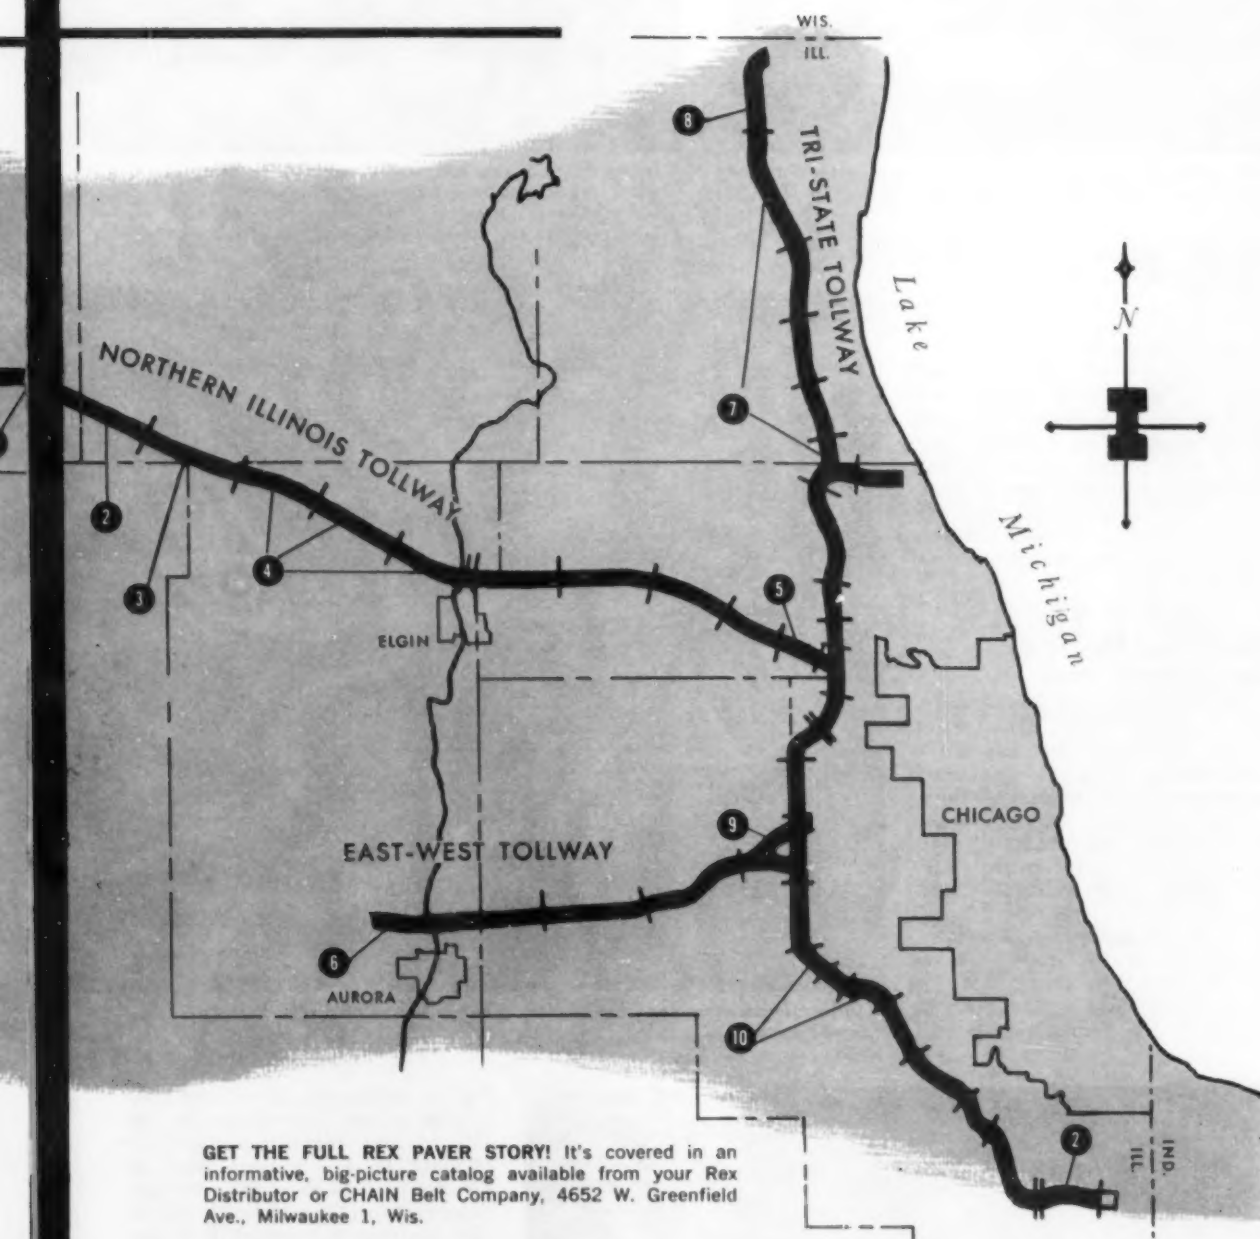 WIS.
ILL.
8
TRI-STATE TOLLWAY
Lake
N
NORTHERN ILLINOIS TOLLWAY
7
2
3
4
5
Michigan
ELGIN
CHICAGO
9
EAST-WEST TOLLWAY
6
AURORA
10
2
ILL.
IND.
GET THE FULL REX PAVER STORY! It's covered in an
informative, big-picture catalog available from your Rex
Distributor or CHAIN Belt Company, 4652 W. Greenfield
Ave., Milwaukee 1, Wis.